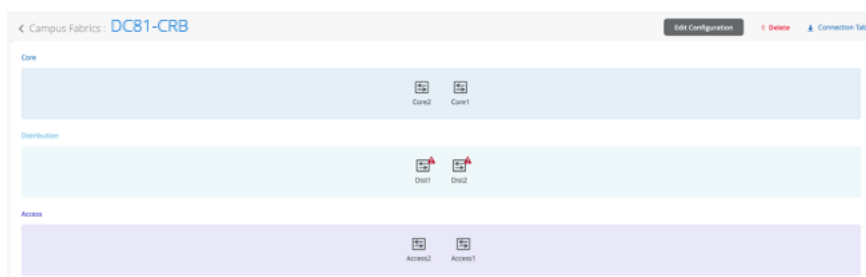 Campus Fabrics : DC81-CRB
Edit Configuration
Delete
Connection Tab
Core
Core2 Core1
Distribution
Dist1 Dist2
Access
Access2 Access1